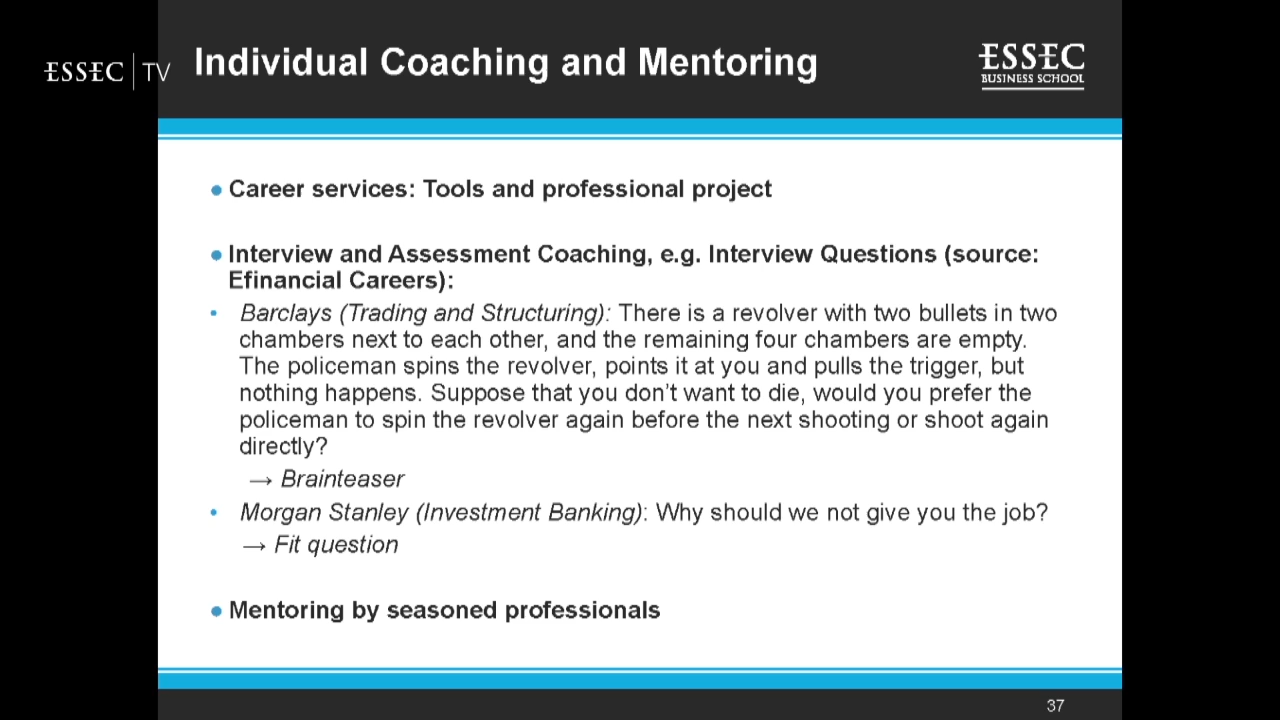 ESSEC | TV
Individual Coaching and Mentoring
ESSEC
BUSINESS SCHOOL
● Career services: Tools and professional project
● Interview and Assessment Coaching, e.g. Interview Questions (source:
Efinancial Careers):
• Barclays (Trading and Structuring): There is a revolver with two bullets in two
chambers next to each other, and the remaining four chambers are empty.
The policeman spins the revolver, points it at you and pulls the trigger, but
nothing happens. Suppose that you don't want to die, would you prefer the
policeman to spin the revolver again before the next shooting or shoot again
directly?
→ Brainteaser
• Morgan Stanley (Investment Banking): Why should we not give you the job?
→ Fit question
● Mentoring by seasoned professionals
37